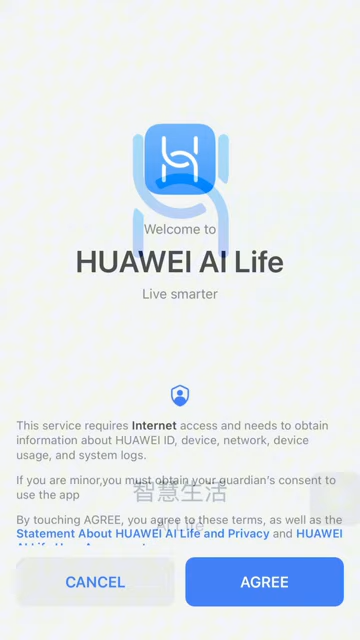 Welcome to
HUAWEI AI Life
Live smarter
This service requires Internet access and needs to obtain
information about HUAWEI ID, device, network, device
usage, and system logs.
If you are minor,you must obtain your guardian's consent to
use the app
智慧生活
By touching AGREE, you agree to these terms, as well as the
AI Life
Statement About HUAWEI AI Life and Privacy and HUAWEI
CANCEL
AGREE